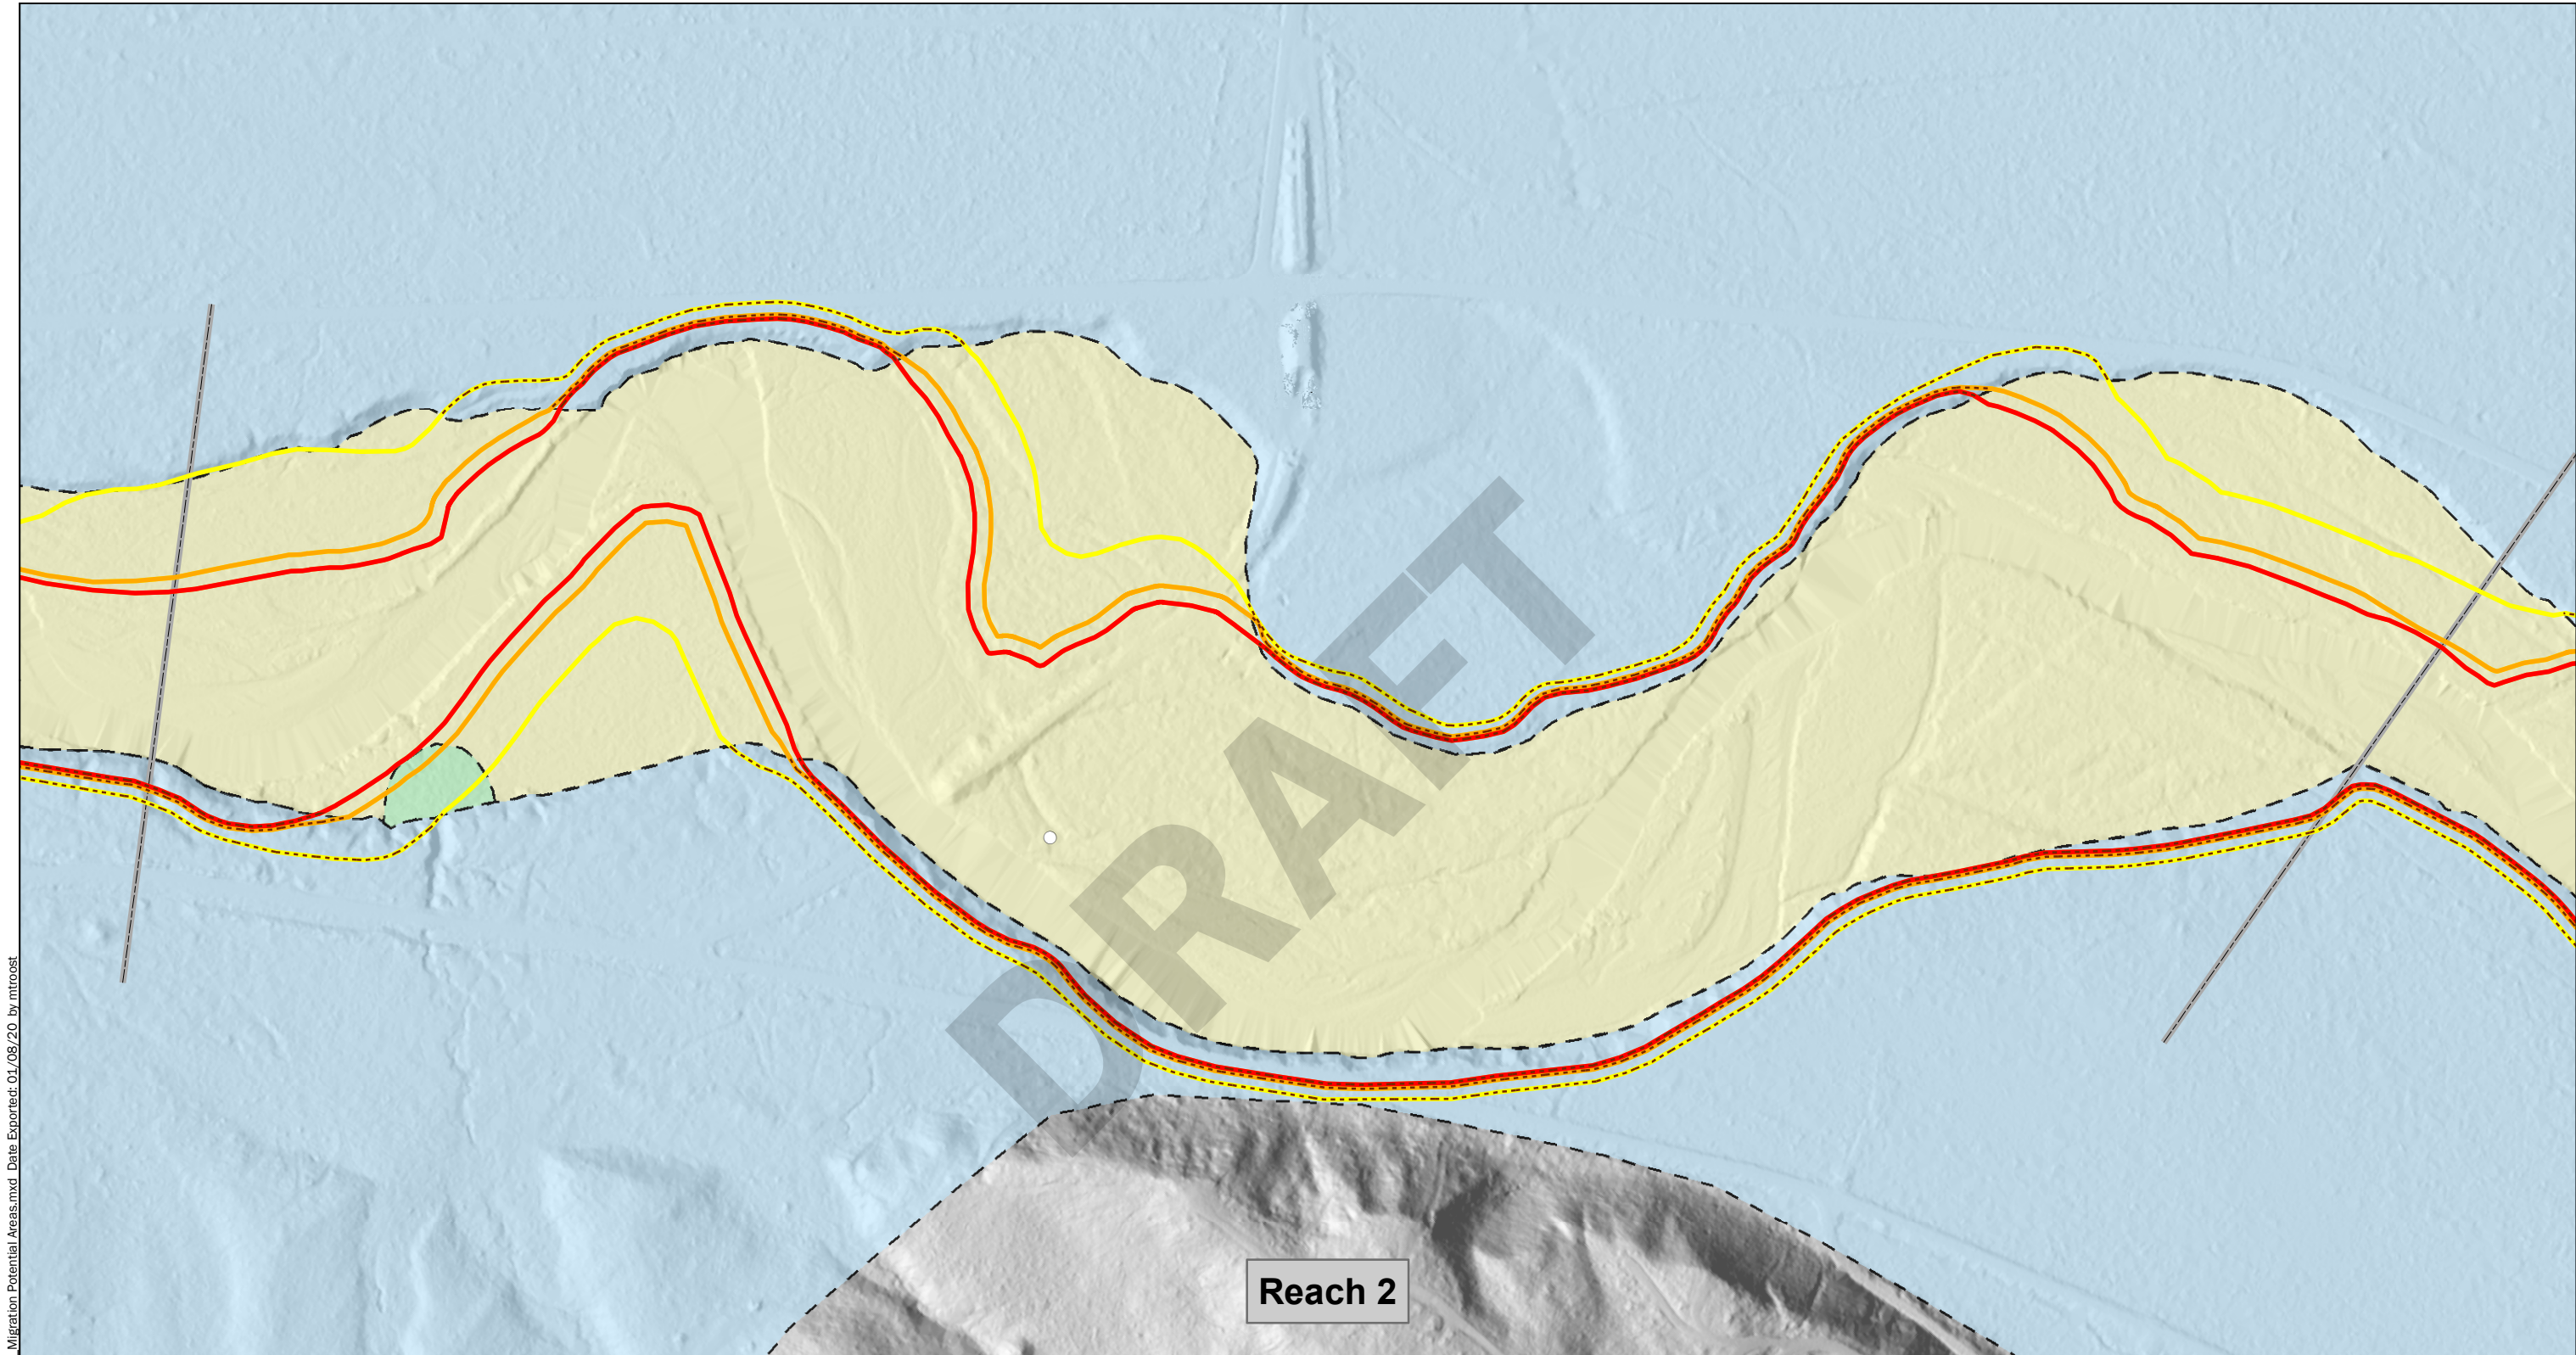 DRAFT
Reach 2
Migration Potential Areas.mxd Date Exported: 01/08/20 by mtroost